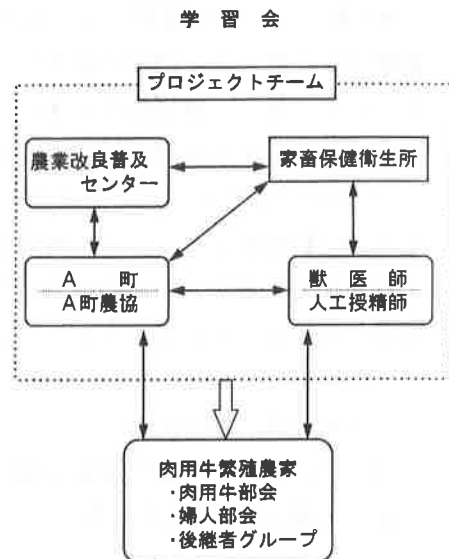 学習会
プロジェクトチーム
農業改良普及
センター
家畜保健衛生所
A町
A町農協
獣医師
人工授精師
肉用牛繁殖農家
・肉用牛部会
・婦人部会
・後継者グループ